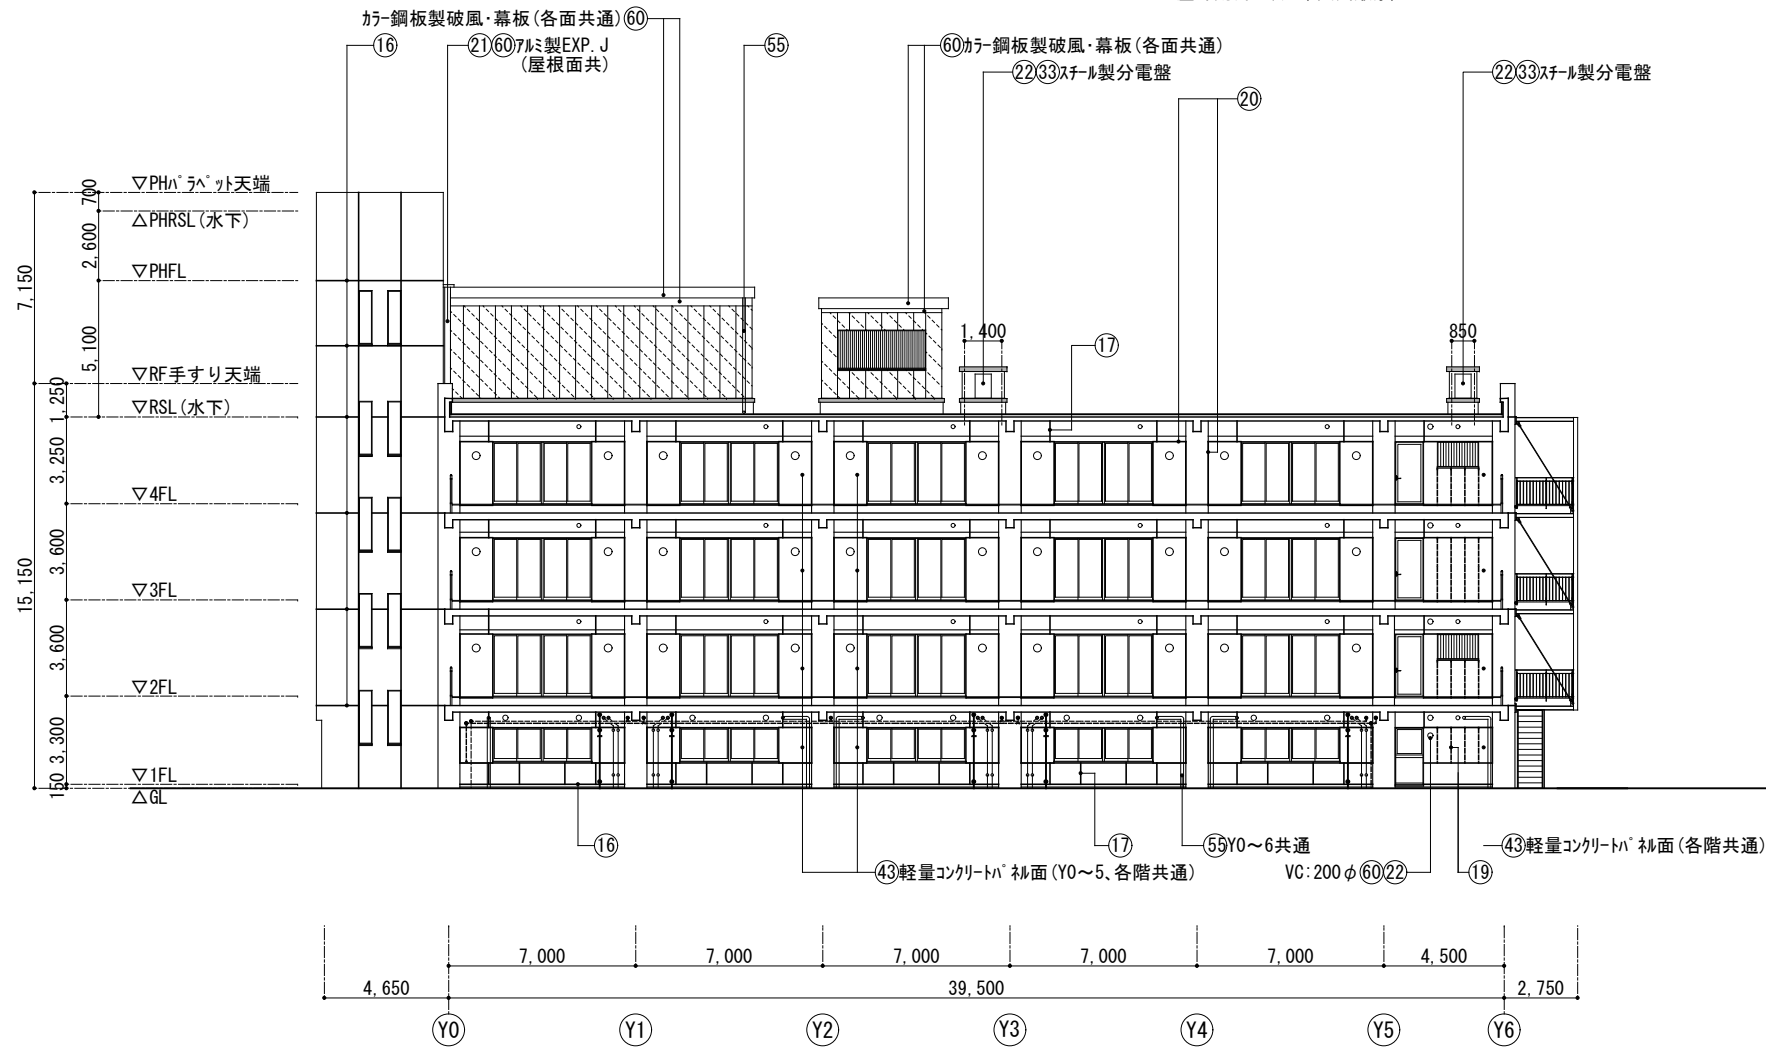 カラー鋼板製破風・幕板(各面共通)60
16
2160アルミ製EXP.J
(屋根面共)
55
60カラー鋼板製破風・幕板(各面共通)
2233スチール製分電盤
2233スチール製分電盤
20
▽PHパラペット天端
700
△PHRSL(水下)
2,600
▽PHFL
7,150
5,100
1,400
850
17
▽RF手すり天端
1,250
▽RSL(水下)
3,250
▽4FL
3,600
15,150
▽3FL
3,600
▽2FL
3,300
▽1FL
150
△GL
16
17
55Y0～6共通
43軽量コンクリートパネル面(各階共通)
43軽量コンクリートパネル面(Y0～5、各階共通)
VC:200φ6022
19
7,000
7,000
7,000
7,000
7,000
4,500
4,650
39,500
2,750
Y0
Y1
Y2
Y3
Y4
Y5
Y6